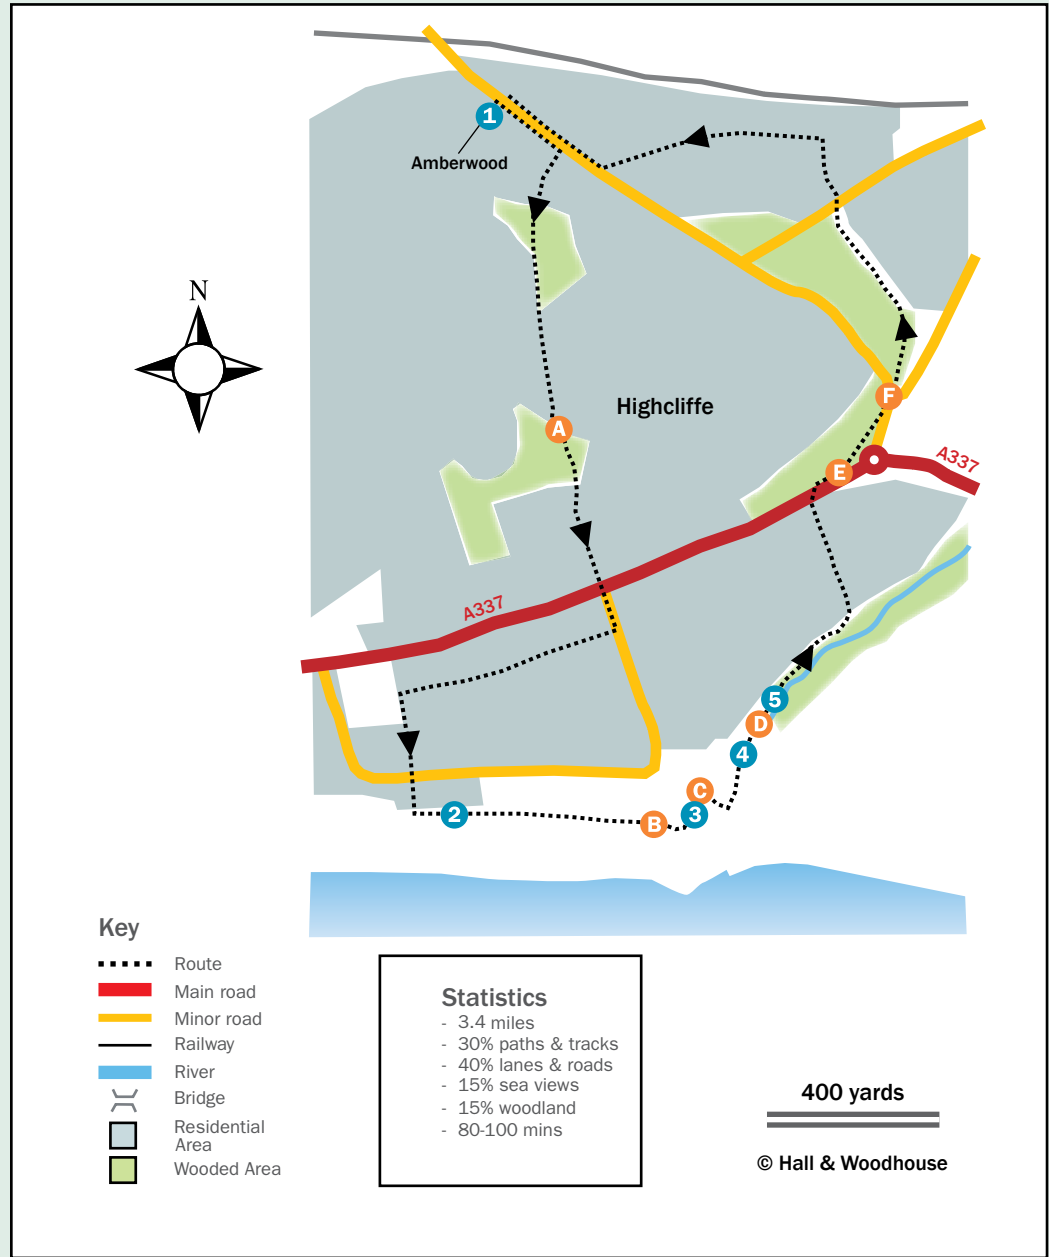 1
Amberwood
N
Highcliffe
A
F
E
A337
A337
5
D
4
C
3
2
B
Key
Route
Main road
Minor road
Railway
River
Bridge
Residential
Area
Wooded Area
Statistics
- 3.4 miles
- 30% paths & tracks
- 40% lanes & roads
- 15% sea views
- 15% woodland
- 80-100 mins
400 yards
© Hall & Woodhouse